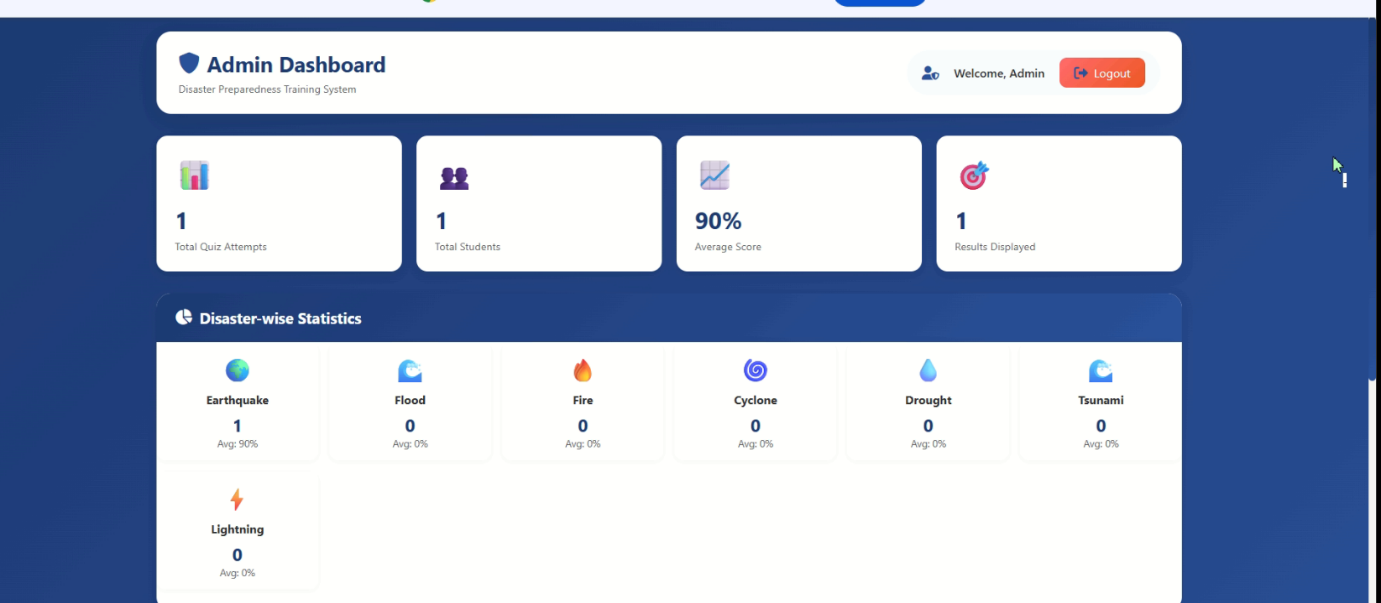 Admin Dashboard
Disaster Preparedness Training System
Welcome, Admin
Logout
1
Total Quiz Attempts
1
Total Students
90%
Average Score
1
Results Displayed
Disaster-wise Statistics
Earthquake
1
Avg: 90%
Flood
0
Avg: 0%
Fire
0
Avg: 0%
Cyclone
0
Avg: 0%
Drought
0
Avg: 0%
Tsunami
0
Avg: 0%
Lightning
0
Avg: 0%